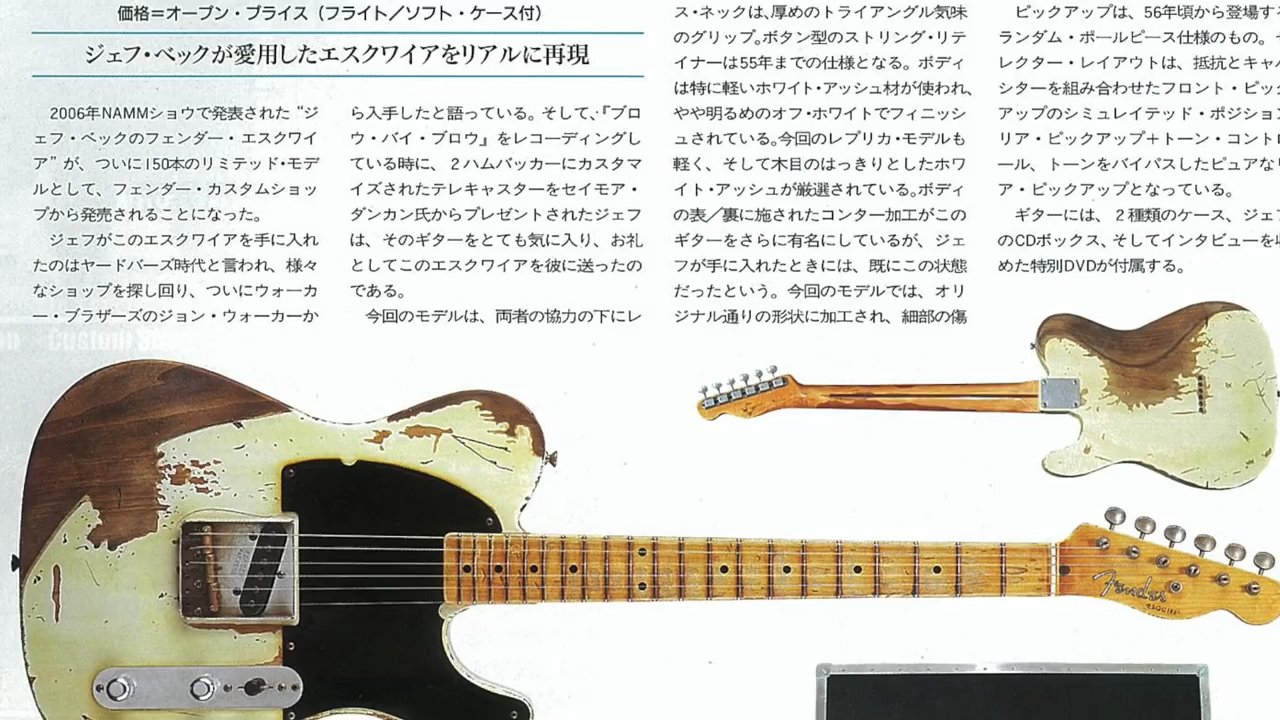 価格=オープン・プライス(フライト/ソフト・ケース付)
ジェフ・ベックが愛用したエスクワイアをリアルに再現
2006年NAMMショウで発表された“ジ
ェフ・ベックのフェンダー・エスクワイ
ア”が、ついに150本のリミテッド・モデ
ルとして、フェンダー・カスタムショッ
プから発売されることになった。
ジェフがこのエスクワイアを手に入れ
たのはヤードバーズ時代と言われ、様々
なショップを探し回り、ついにウォーカ
ー・ブラザーズのジョン・ウォーカーか
ら入手したと語っている。そして、『ブロ
ウ・バイ・ブロウ』をレコーディングし
ている時に、2ハムバッカーにカスタマ
イズされたテレキャスターをセイモア・
ダンカン氏からプレゼントされたジェフ
は、そのギターをとても気に入り、お礼
としてこのエスクワイアを彼に送ったの
である。
今回のモデルは、両者の協力の下にレ
ス・ネックは、厚めのトライアングル気味
のグリップ。ボタン型のストリング・リテ
イナーは55年までの仕様となる。ボディ
は特に軽いホワイト・アッシュ材が使われ、
やや明るめのオフ・ホワイトでフィニッシ
ュされている。今回のレプリカ・モデルも
軽く、そして木目のはっきりとしたホワ
イト・アッシュが厳選されている。ボディ
の表/裏に施されたコンター加工がこの
ギターをさらに有名にしているが、ジェ
フが手に入れたときには、既にこの状態
だったという。今回のモデルでは、オリ
ジナル通りの形状に加工され、細部の傷
ピックアップは、56年頃から登場する
ランダム・ポールピース仕様のもの。セ
レクター・レイアウトは、抵抗とキャパ
シターを組み合わせたフロント・ピック
アップのシミュレイテッド・ポジション
リア・ピックアップ+トーン・コントロ
ール、トーンをバイパスしたピュアなリ
ア・ピックアップとなっている。
ギターには、2種類のケース、ジェフ
のCDボックス、そしてインタビューを収
めた特別DVDが付属する。
Custom
Fender
ESQUIRE